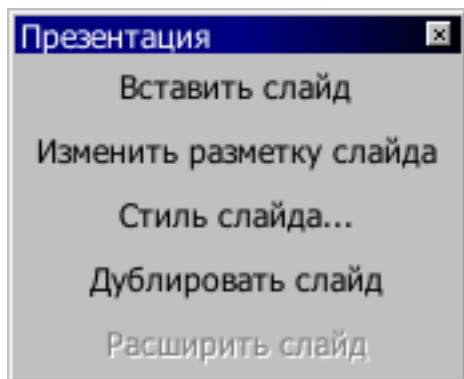 Презентация
Вставить слайд
Изменить разметку слайда
Стиль слайда...
Дублировать слайд
Расширить слайд